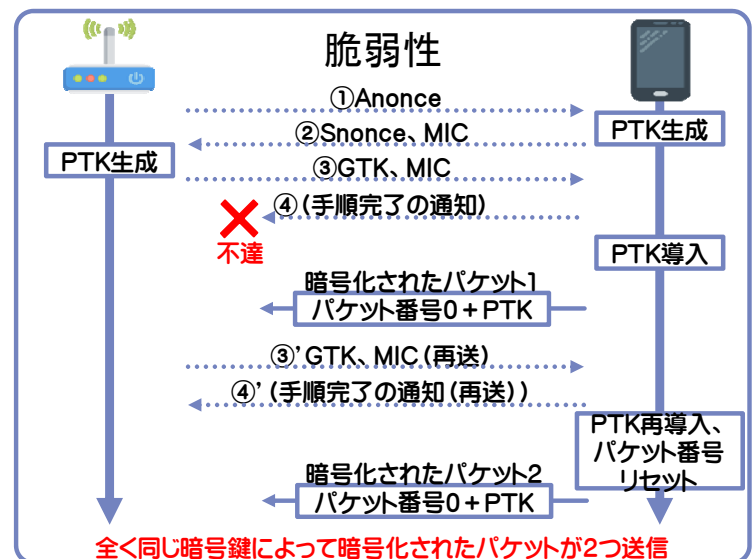 脆弱性
①Anonce
②Snonce、MIC
PTK生成
PTK生成
③GTK、MIC
④(手順完了の通知)
不達
PTK導入
暗号化されたパケット1
パケット番号0+PTK
③’GTK、MIC(再送)
④’(手順完了の通知(再送))
PTK再導入、
パケット番号
リセット
暗号化されたパケット2
パケット番号0+PTK
全く同じ暗号鍵によって暗号化されたパケットが2つ送信